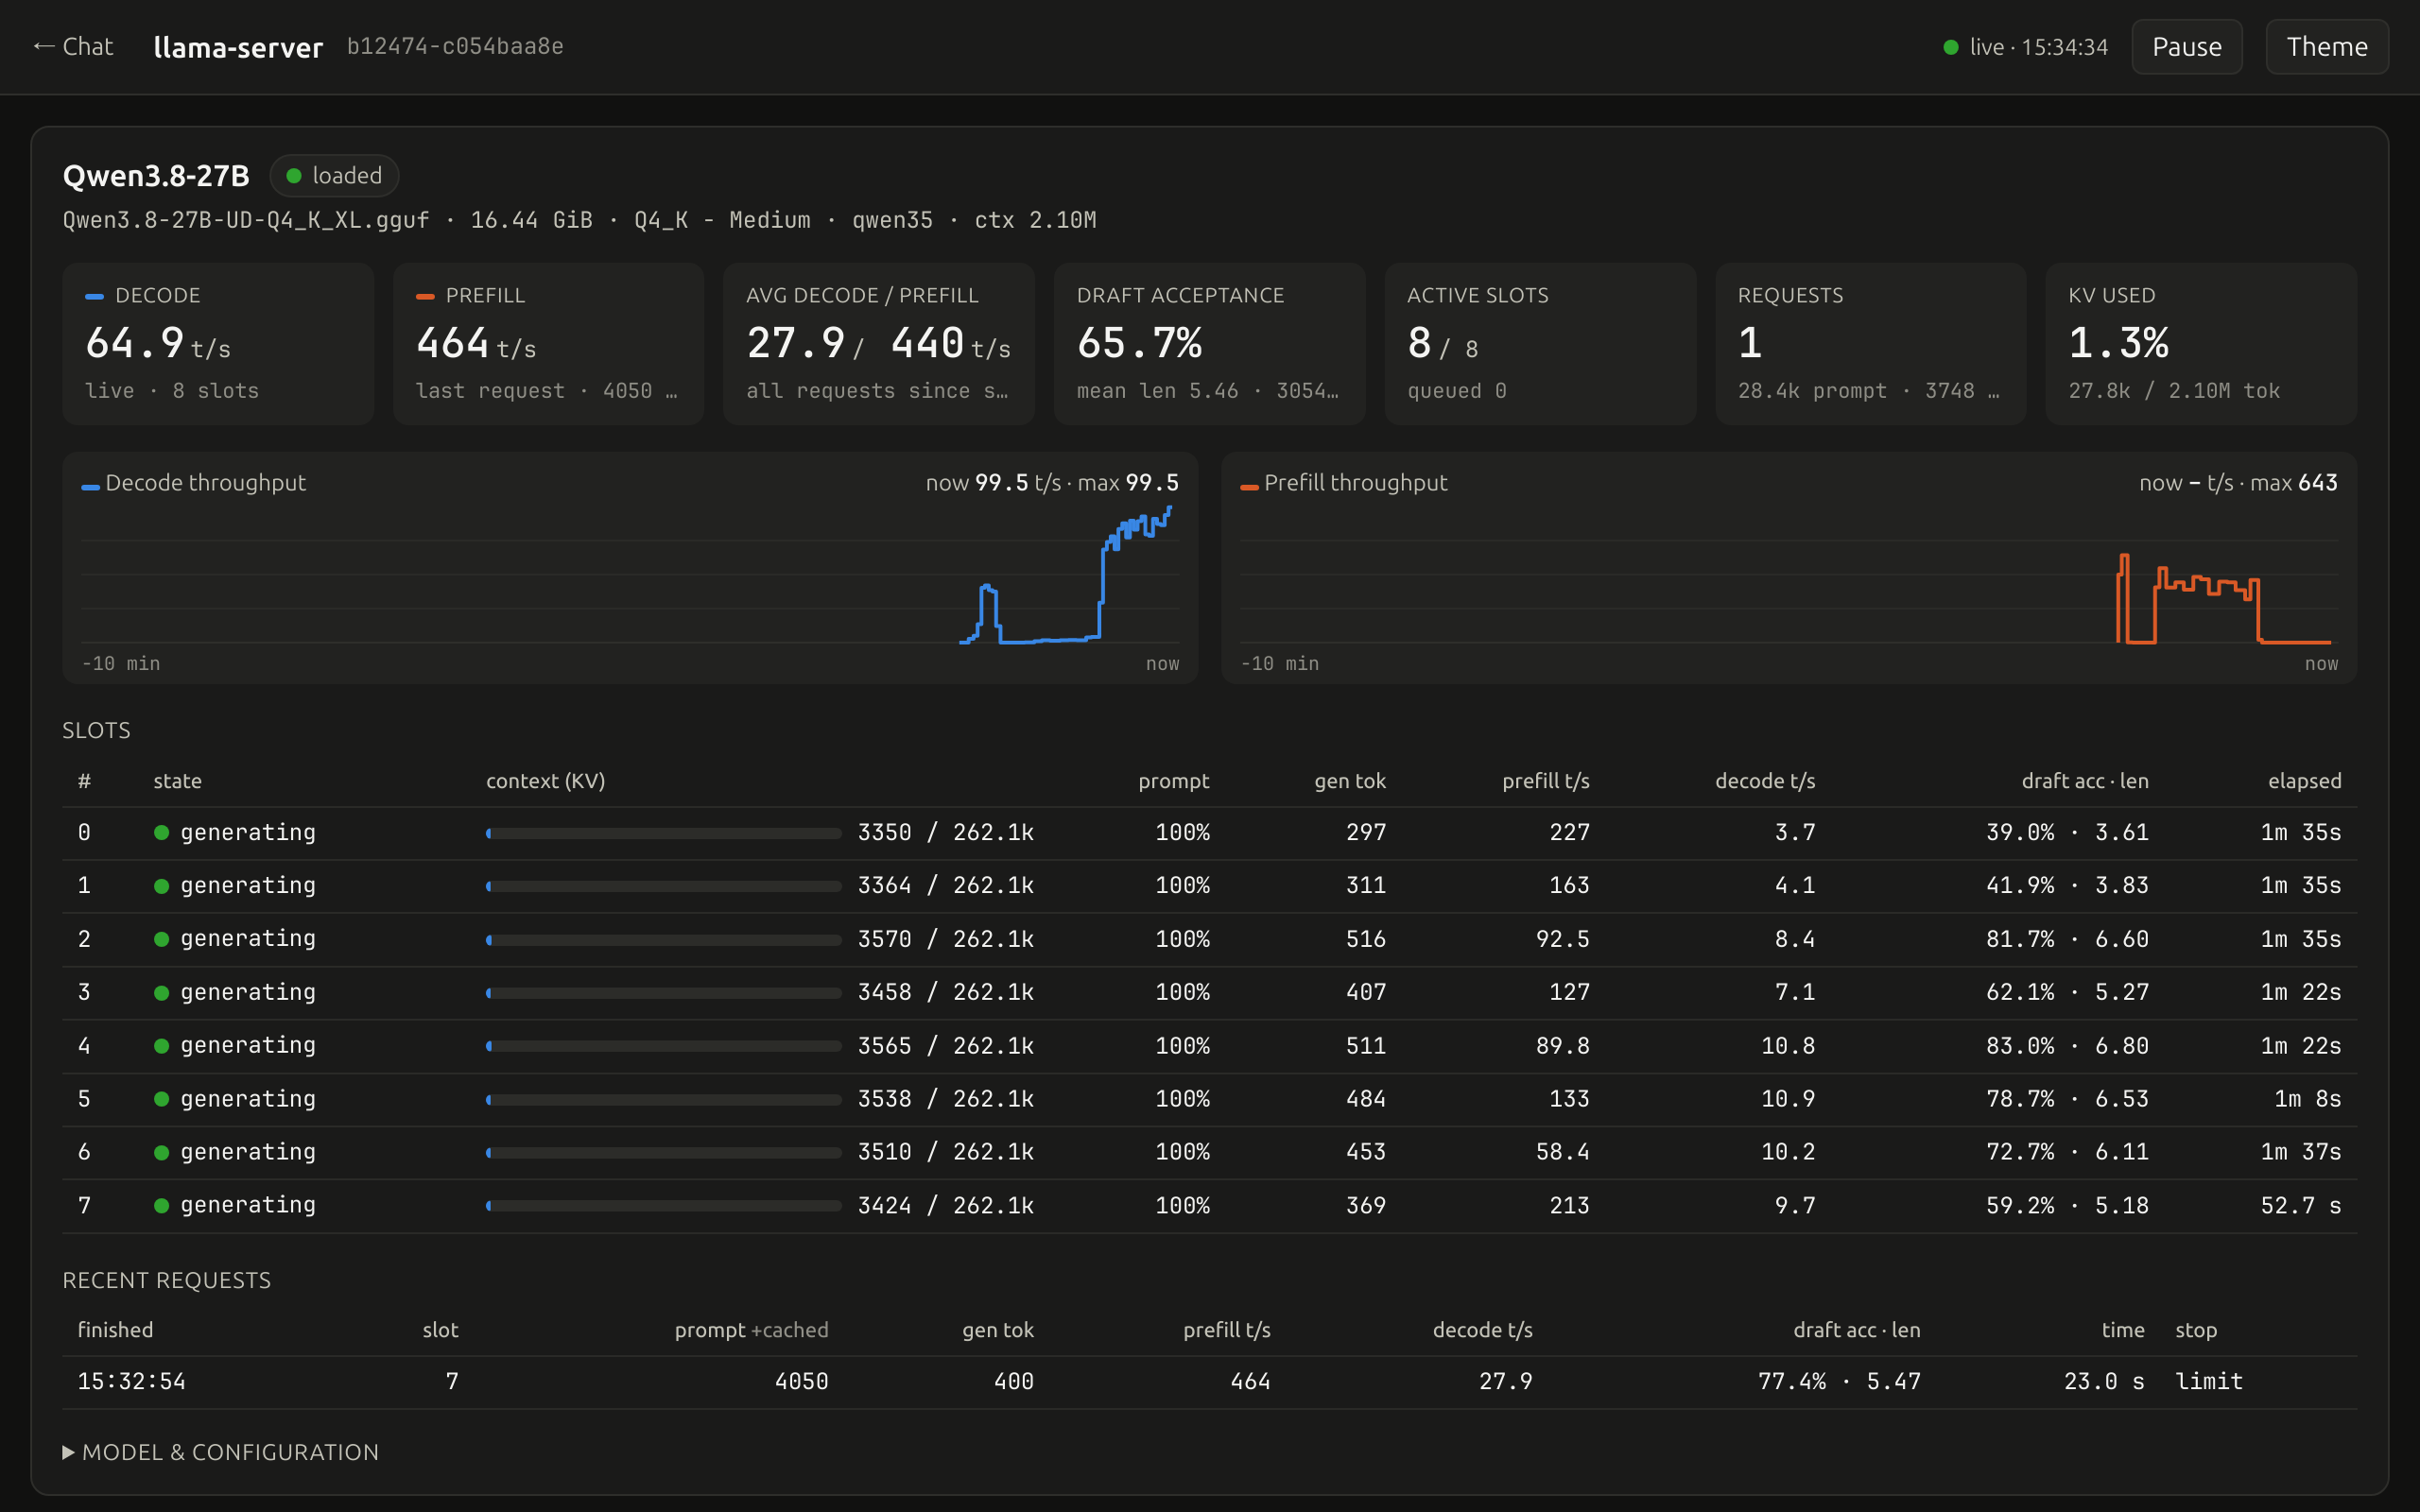 ← Chat llama-server b12474-c054baa8e live · 15:34:34 Pause Theme
Qwen3.8-27B loaded
Qwen3.8-27B-UD-Q4_K_XL.gguf · 16.44 GiB · Q4_K - Medium · qwen35 · ctx 2.10M
DECODE
64.9 t/s
live · 8 slots
PREFILL
464 t/s
last request · 4050 …
AVG DECODE / PREFILL
27.9 / 440 t/s
all requests since s…
DRAFT ACCEPTANCE
65.7%
mean len 5.46 · 3054…
ACTIVE SLOTS
8 / 8
queued 0
REQUESTS
1
28.4k prompt · 3748 …
KV USED
1.3%
27.8k / 2.10M tok
Decode throughput now 99.5 t/s · max 99.5
-10 min now
Prefill throughput now – t/s · max 643
-10 min now
SLOTS
# state context (KV) prompt gen tok prefill t/s decode t/s draft acc · len elapsed
0 generating 3350 / 262.1k 100% 297 227 3.7 39.0% · 3.61 1m 35s
1 generating 3364 / 262.1k 100% 311 163 4.1 41.9% · 3.83 1m 35s
2 generating 3570 / 262.1k 100% 516 92.5 8.4 81.7% · 6.60 1m 35s
3 generating 3458 / 262.1k 100% 407 127 7.1 62.1% · 5.27 1m 22s
4 generating 3565 / 262.1k 100% 511 89.8 10.8 83.0% · 6.80 1m 22s
5 generating 3538 / 262.1k 100% 484 133 10.9 78.7% · 6.53 1m 8s
6 generating 3510 / 262.1k 100% 453 58.4 10.2 72.7% · 6.11 1m 37s
7 generating 3424 / 262.1k 100% 369 213 9.7 59.2% · 5.18 52.7 s
RECENT REQUESTS
finished slot prompt +cached gen tok prefill t/s decode t/s draft acc · len time stop
15:32:54 7 4050 400 464 27.9 77.4% · 5.47 23.0 s limit
▶ MODEL & CONFIGURATION